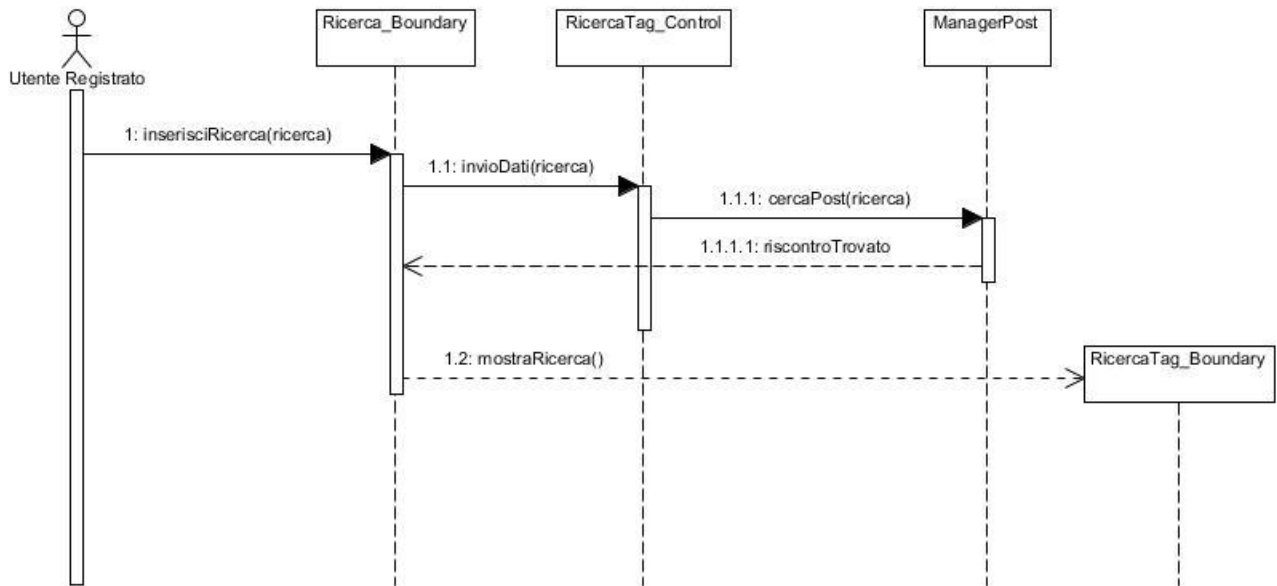 Ricerca_Boundary
RicercaTag_Control
ManagerPost
Utente Registrato
1: inserisciRicerca(ricerca)
1.1: invioDati(ricerca)
1.1.1: cercaPost(ricerca)
1.1.1.1: riscontroTrovato
1.2: mostraRicerca()
RicercaTag_Boundary